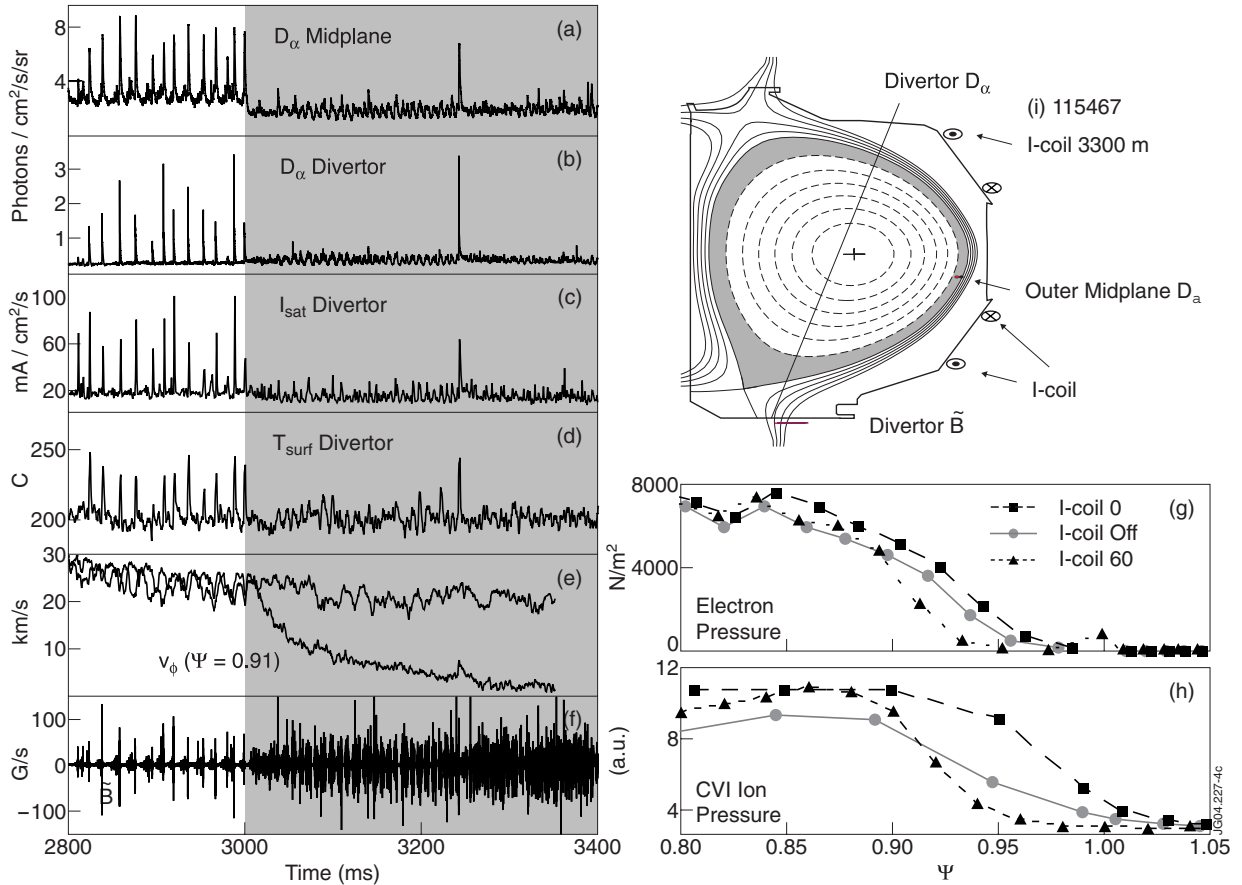 8
4
Photons / cm²/s/sr
Dα Midplane
(a)
3
2
1
Dα Divertor
(b)
100
60
20
mA / cm²/s
Isat Divertor
(c)
250
200
C
Tsurf Divertor
(d)
30
20
10
km/s
vϕ (Ψ = 0.91)
(e)
100
0
−100
G/s
B̃
(f)
2800
3000
3200
3400
Time (ms)
Divertor Dα
(i) 115467
I-coil 3300 m
Outer Midplane Da
I-coil
Divertor B̃
8000
4000
0
N/m²
Electron
Pressure
I-coil 0
I-coil Off
I-coil 60
(g)
12
8
4
(a.u.)
CVI Ion
Pressure
(h)
0.80
0.85
0.90
0.95
1.00
1.05
Ψ
JG04.227-4c